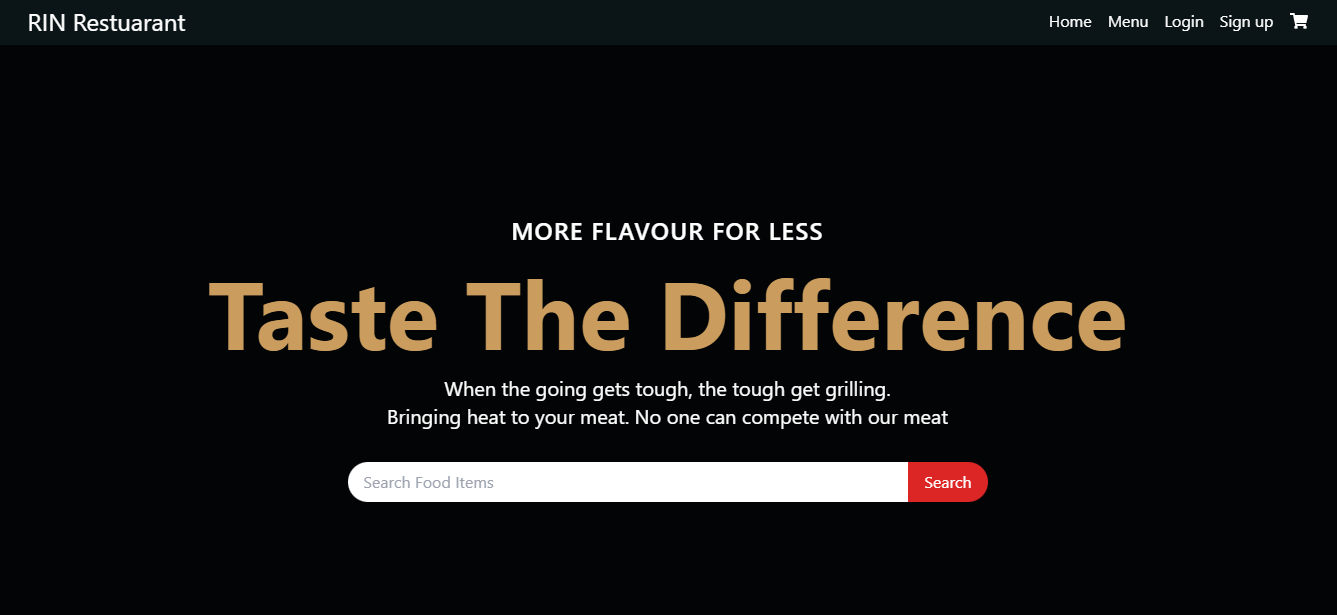 RIN Restuarant
Home Menu Login Sign up
MORE FLAVOUR FOR LESS
Taste The Difference
When the going gets tough, the tough get grilling.
Bringing heat to your meat. No one can compete with our meat
Search Food Items Search